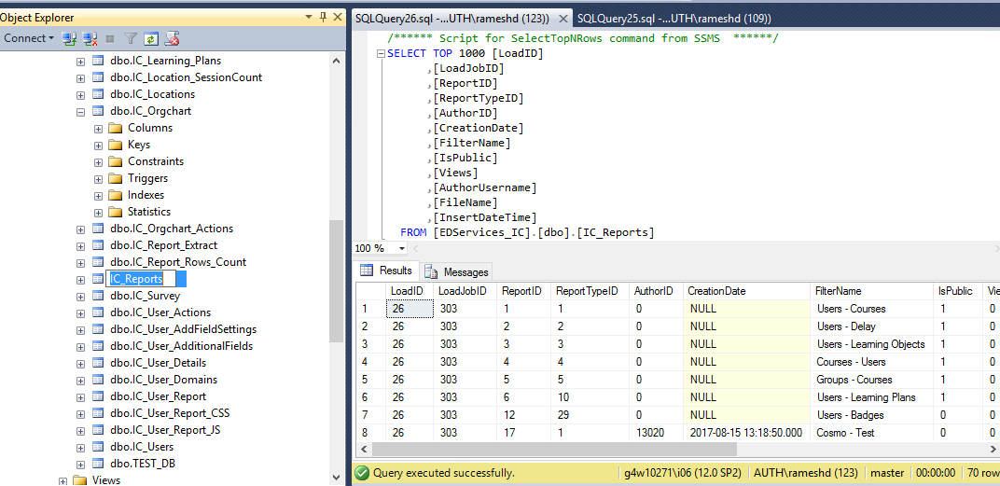 Object Explorer
Connect
dbo.IC_Learning_Plans
dbo.IC_Location_SessionCount
dbo.IC_Locations
dbo.IC_Orgchart
Columns
Keys
Constraints
Triggers
Indexes
Statistics
dbo.IC_Orgchart_Actions
dbo.IC_Report_Extract
dbo.IC_Report_Rows_Count
IC_Reports
dbo.IC_Survey
dbo.IC_User_Actions
dbo.IC_User_AddFieldSettings
dbo.IC_User_AdditionalFields
dbo.IC_User_Details
dbo.IC_User_Domains
dbo.IC_User_Report
dbo.IC_User_Report_CSS
dbo.IC_User_Report_JS
dbo.IC_Users
dbo.TEST_DB
Views
SQLQuery26.sql -...UTH\rameshd (123)) SQLQuery25.sql -...UTH\rameshd (109))
/****** Script for SelectTopNRows command from SSMS ******/
SELECT TOP 1000 [LoadID]
,[LoadJobID]
,[ReportID]
,[ReportTypeID]
,[AuthorID]
,[CreationDate]
,[FilterName]
,[IsPublic]
,[Views]
,[AuthorUsername]
,[FileName]
,[InsertDateTime]
FROM [EDServices_IC].[dbo].[IC_Reports]
100 %
Results Messages
LoadID LoadJobID ReportID ReportTypeID AuthorID CreationDate FilterName IsPublic Vie
1 26 303 1 1 0 NULL Users - Courses 1
2 26 303 2 2 0 NULL Users - Delay 1
3 26 303 3 3 0 NULL Users - Learning Objects 1
4 26 303 4 4 0 NULL Courses - Users 1
5 26 303 5 5 0 NULL Groups - Courses 1
6 26 303 6 10 0 NULL Users - Learning Plans 1
7 26 303 12 29 0 NULL Users - Badges 0
8 26 303 17 1 13020 2017-08-15 13:18:50.000 Cosmo - Test 0
Query executed successfully. g4w10271\i06 (12.0 SP2) AUTH\rameshd (123) master 00:00:00 70 row